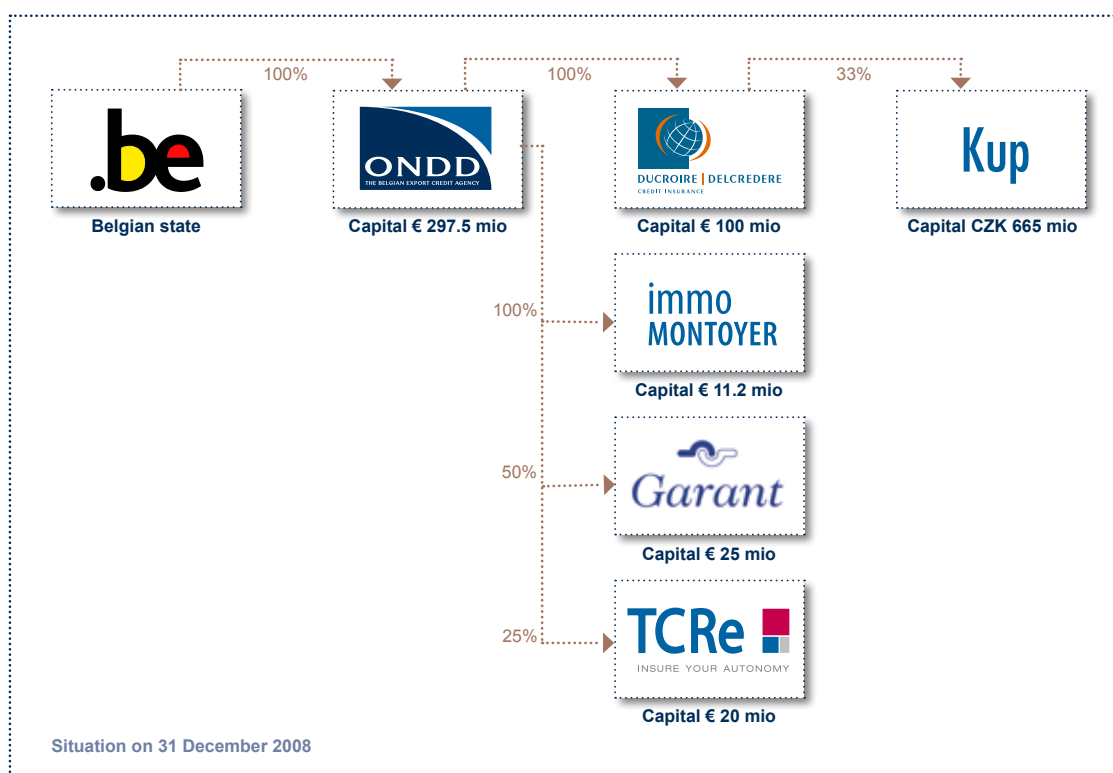 100%
100%
33%
.be
ONDD
THE BELGIAN EXPORT CREDIT AGENCY
DUCROIRE | DELCREDERE
CREDIT INSURANCE
Kup
Belgian state
Capital € 297.5 mio
Capital € 100 mio
Capital CZK 665 mio
100%
immo
MONTOYER
Capital € 11.2 mio
50%
Garant
Capital € 25 mio
25%
TCRe
INSURE YOUR AUTONOMY
Capital € 20 mio
Situation on 31 December 2008